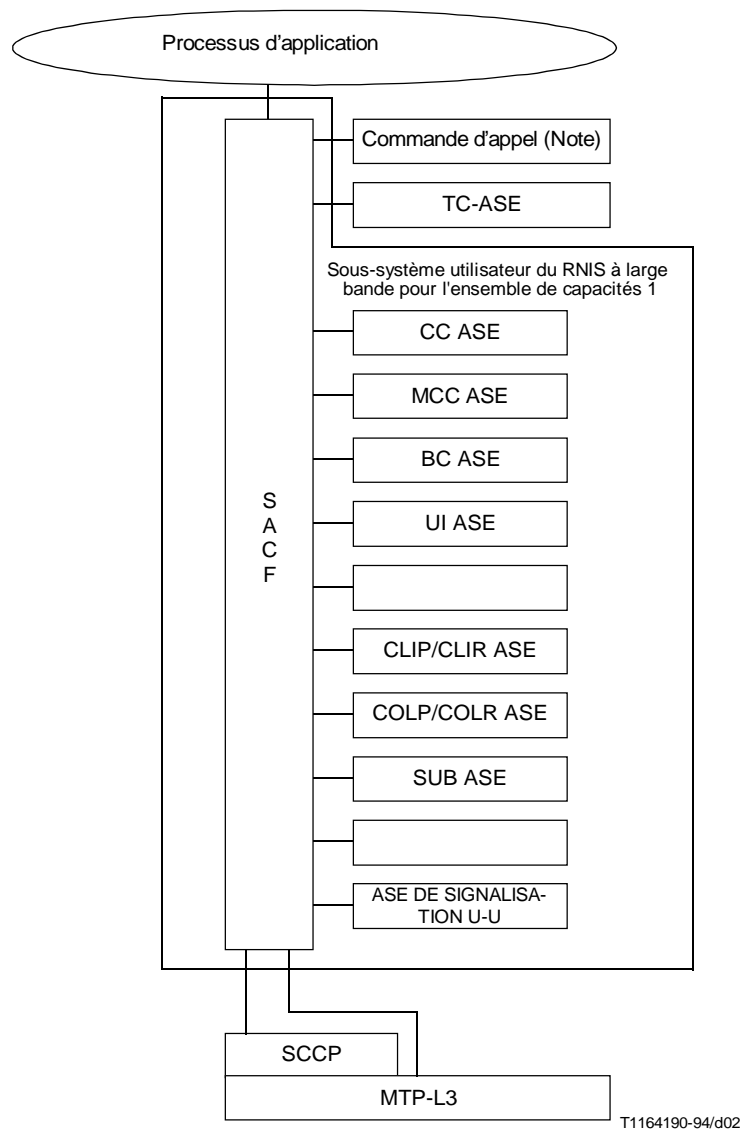 Processus d'application
Commande d'appel (Note)
TC-ASE
Sous-système utilisateur du RNIS à large
bande pour l'ensemble de capacités 1
CC ASE
MCC ASE
BC ASE
UI ASE
S
A
C
F
CLIP/CLIR ASE
COLP/COLR ASE
SUB ASE
ASE DE SIGNALISA-
TION U-U
SCCP
MTP-L3
T1164190-94/d02